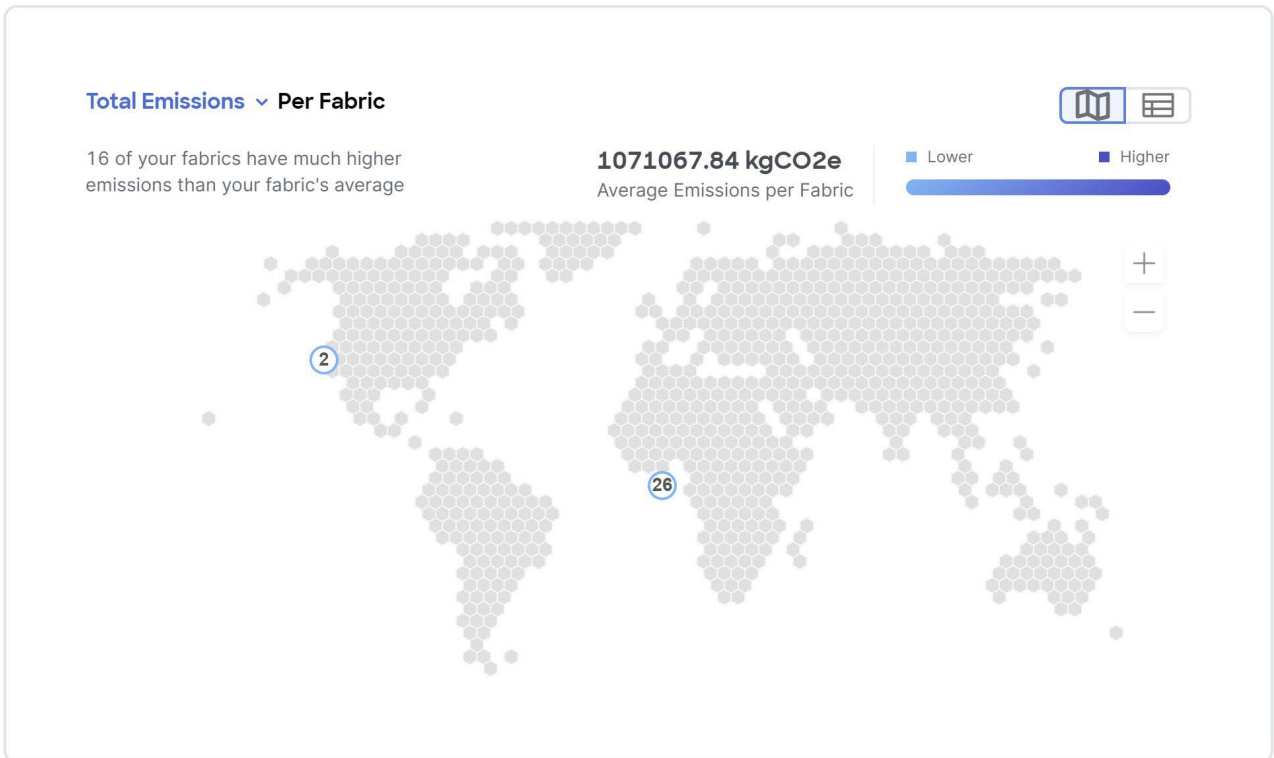 Total Emissions Per Fabric
16 of your fabrics have much higher
emissions than your fabric's average
1071067.84 kgCO2e
Average Emissions per Fabric
Lower
Higher
2
26